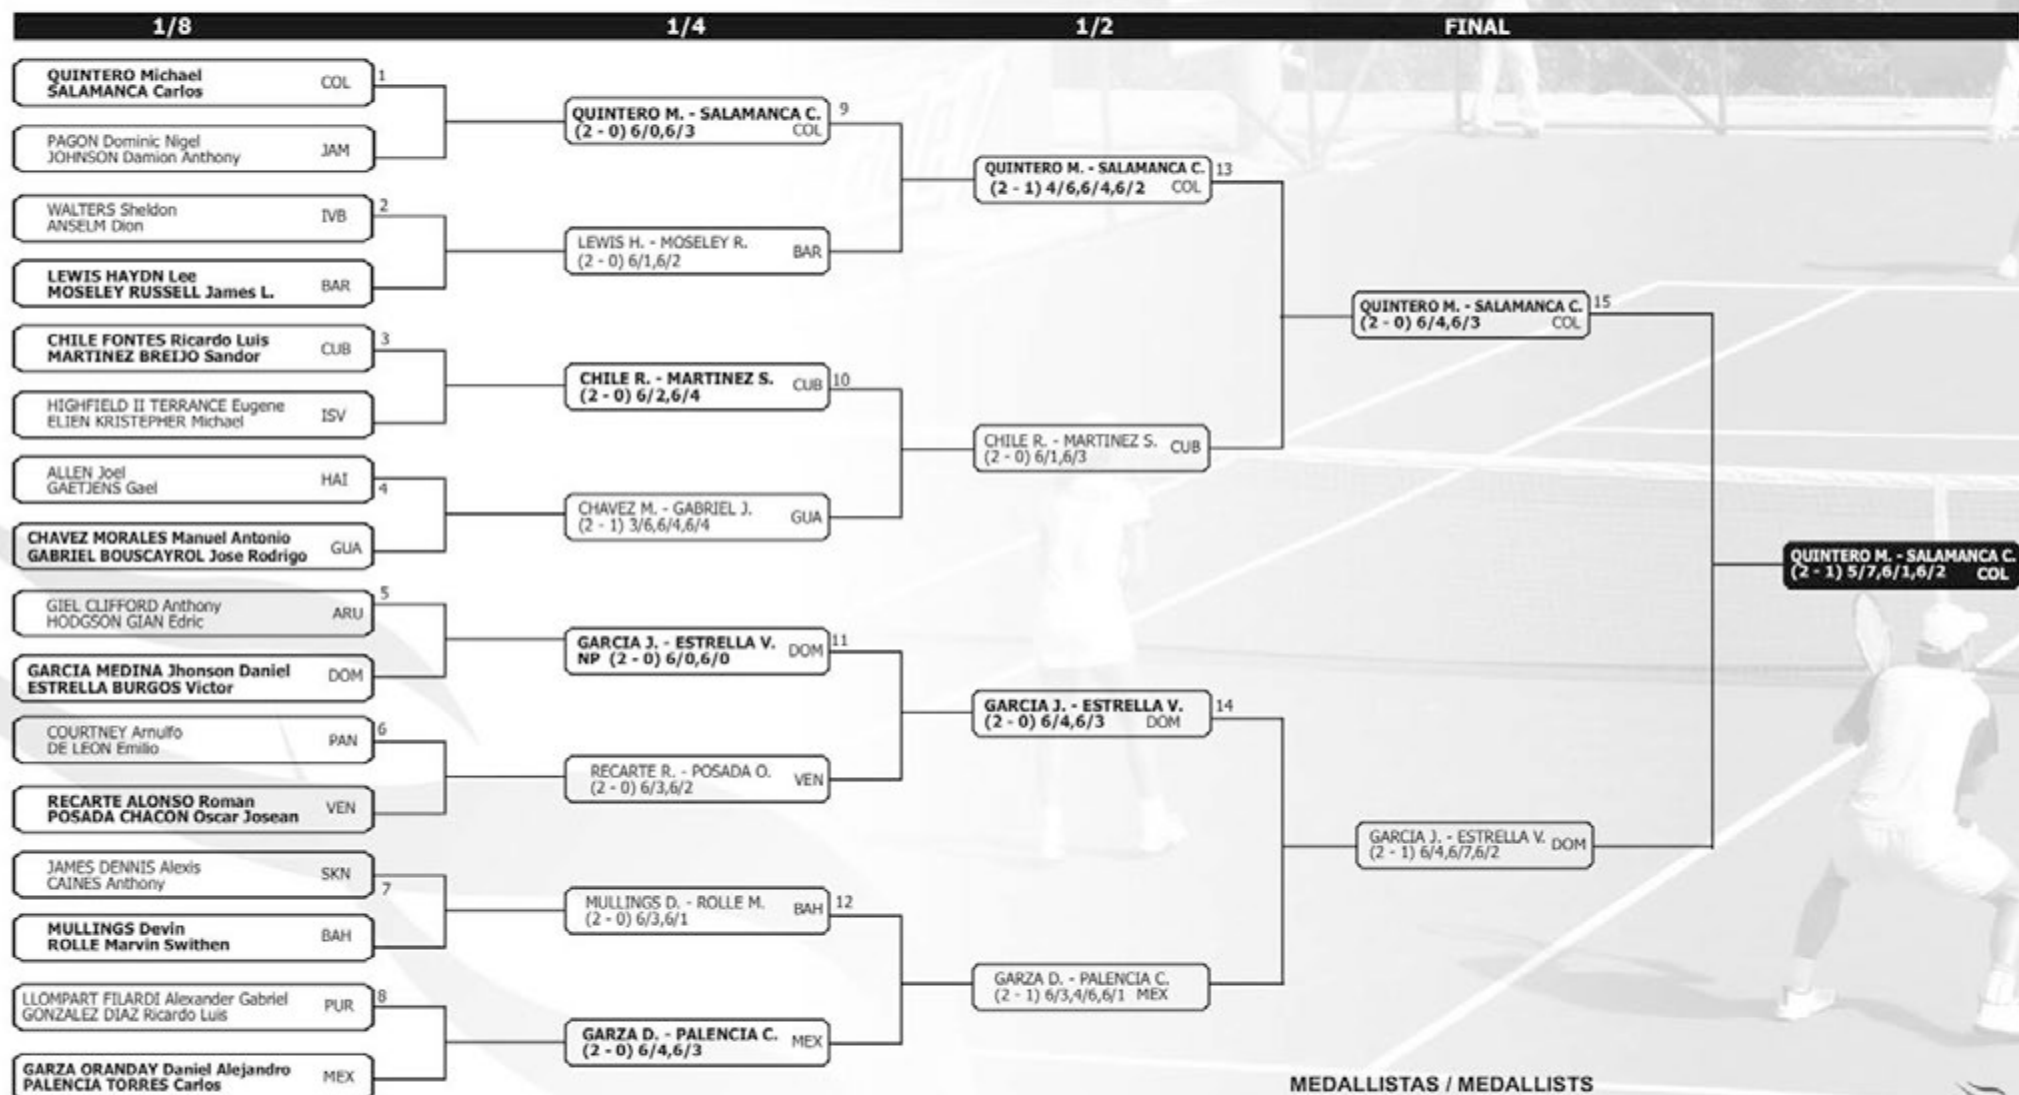 1/8 1/4 1/2 FINAL
QUINTERO Michael
SALAMANCA Carlos
COL
1
PAGON Dominic Nigel
JOHNSON Damion Anthony
JAM
WALTERS Sheldon
ANSELM Dion
IVB
2
LEWIS HAYDN Lee
MOSELEY RUSSELL James L.
BAR
CHILE FONTES Ricardo Luis
MARTINEZ BREIJO Sandor
CUB
3
HIGHFIELD II TERRANCE Eugene
ELIEN KRISTEPHER Michael
ISV
ALLEN Joel
GAETJENS Gael
HAI
4
CHAVEZ MORALES Manuel Antonio
GABRIEL BOUSCAYROL Jose Rodrigo
GUA
GIEL CLIFFORD Anthony
HODGSON GIAN Edric
ARU
5
GARCIA MEDINA Jhonson Daniel
ESTRELLA BURGOS Victor
DOM
COURTNEY Arnulfo
DE LEON Emilio
PAN
6
RECARTE ALONSO Roman
POSADA CHACON Oscar Josean
VEN
JAMES DENNIS Alexis
CAINES Anthony
SKN
7
MULLINGS Devin
ROLLE Marvin Swithen
BAH
LLOMPART FILARDI Alexander Gabriel
GONZALEZ DIAZ Ricardo Luis
PUR
8
GARZA ORANDAY Daniel Alejandro
PALENCIA TORRES Carlos
MEX
QUINTERO M. - SALAMANCA C.
(2 - 0) 6/0,6/3 COL
9
LEWIS H. - MOSELEY R.
(2 - 0) 6/1,6/2
BAR
CHILE R. - MARTINEZ S.
(2 - 0) 6/2,6/4
CUB
10
CHAVEZ M. - GABRIEL J.
(2 - 1) 3/6,6/4,6/4
GUA
GARCIA J. - ESTRELLA V.
NP (2 - 0) 6/0,6/0
DOM
11
RECARTE R. - POSADA O.
(2 - 0) 6/3,6/2
VEN
MULLINGS D. - ROLLE M.
(2 - 0) 6/3,6/1
BAH
12
GARZA D. - PALENCIA C.
(2 - 0) 6/4,6/3
MEX
QUINTERO M. - SALAMANCA C.
(2 - 1) 4/6,6/4,6/2 COL
13
CHILE R. - MARTINEZ S.
(2 - 0) 6/1,6/3
CUB
GARCIA J. - ESTRELLA V.
(2 - 0) 6/4,6/3 DOM
14
GARZA D. - PALENCIA C.
(2 - 1) 6/3,4/6,6/1 MEX
QUINTERO M. - SALAMANCA C.
(2 - 0) 6/4,6/3 COL
15
GARCIA J. - ESTRELLA V.
(2 - 1) 6/4,6/7,6/2
DOM
QUINTERO M. - SALAMANCA C.
(2 - 1) 5/7,6/1,6/2 COL
MEDALLISTAS / MEDALLISTS